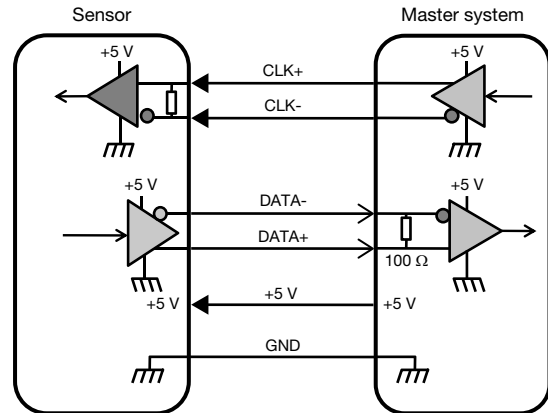 Sensor Master system
+5 V CLK+ +5 V
CLK-
+5 V DATA- +5 V
DATA+
100 Ω
+5 V +5 V +5 V
GND